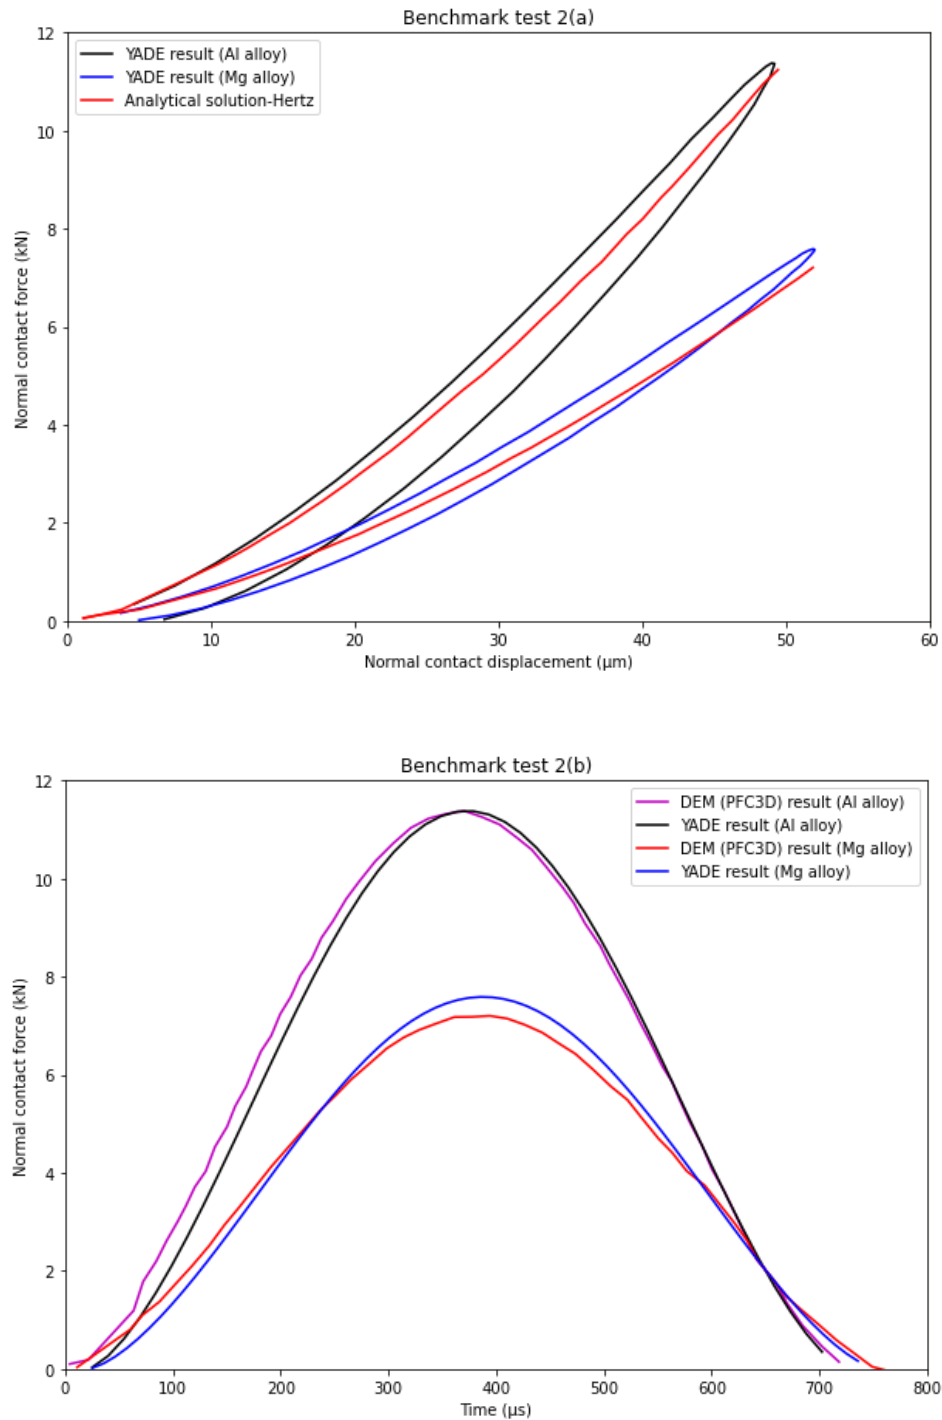 Benchmark test 2(a)
12
10
8
6
4
2
0
Normal contact force (kN)
YADE result (Al alloy)
YADE result (Mg alloy)
Analytical solution-Hertz
0 10 20 30 40 50 60
Normal contact displacement (µm)
Benchmark test 2(b)
12
10
8
6
4
2
0
Normal contact force (kN)
DEM (PFC3D) result (Al alloy)
YADE result (Al alloy)
DEM (PFC3D) result (Mg alloy)
YADE result (Mg alloy)
0 100 200 300 400 500 600 700 800
Time (µs)